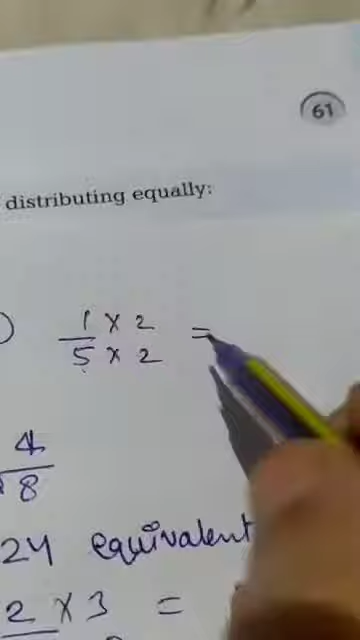 61
distributing equally:
) 1 × 2 =
5 × 2
4
8
24 equivalent
2 × 3 =